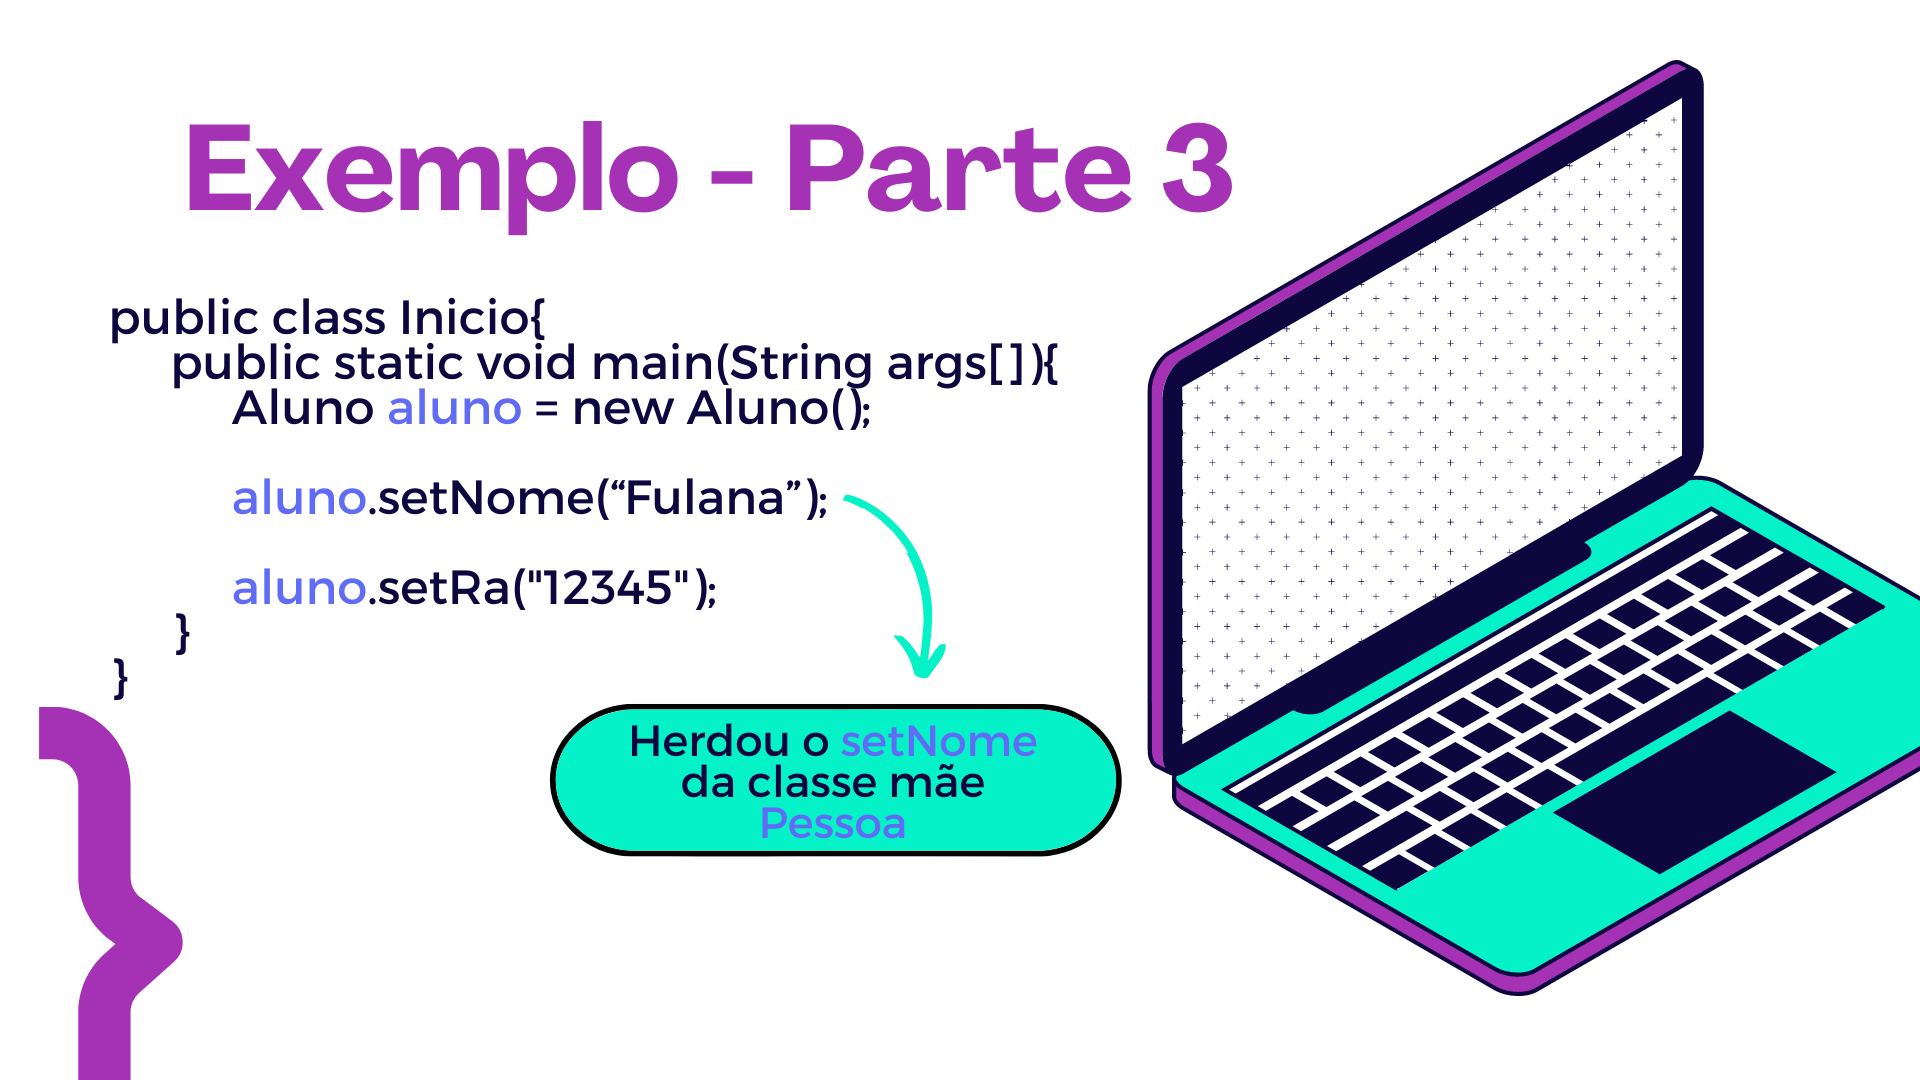 Exemplo - Parte 3
public class Inicio{
public static void main(String args[]){
Aluno aluno = new Aluno();
aluno.setNome(“Fulana”);
aluno.setRa("12345");
}
}
Herdou o setNome
da classe mãe
Pessoa